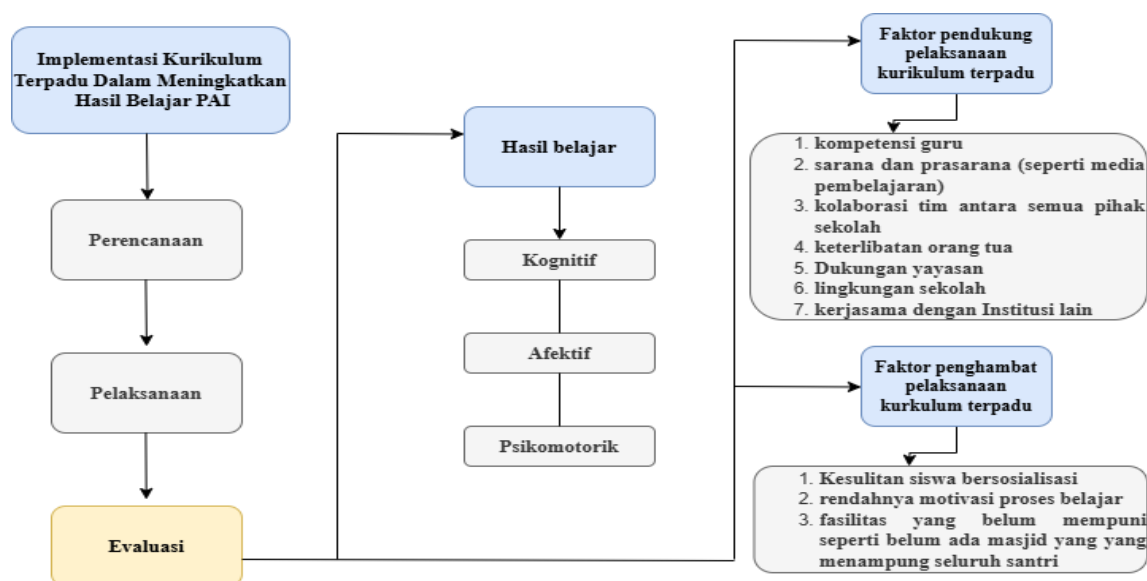 Implementasi Kurikulum
Terpadu Dalam Meningkatkan
Hasil Belajar PAI
Perencanaan
Pelaksanaan
Evaluasi
Hasil belajar
Kognitif
Afektif
Psikomotorik
Faktor pendukung
pelaksanaan
kurikulum terpadu
1. kompetensi guru
2. sarana dan prasarana (seperti media
pembelajaran)
3. kolaborasi tim antara semua pihak
sekolah
4. keterlibatan orang tua
5. Dukungan yayasan
6. lingkungan sekolah
7. kerjasama dengan Institusi lain
Faktor penghambat
pelaksanaan
kurkulum terpadu
1. Kesulitan siswa bersosialisasi
2. rendahnya motivasi proses belajar
3. fasilitas yang belum mempuni
seperti belum ada masjid yang yang
menampung seluruh santri